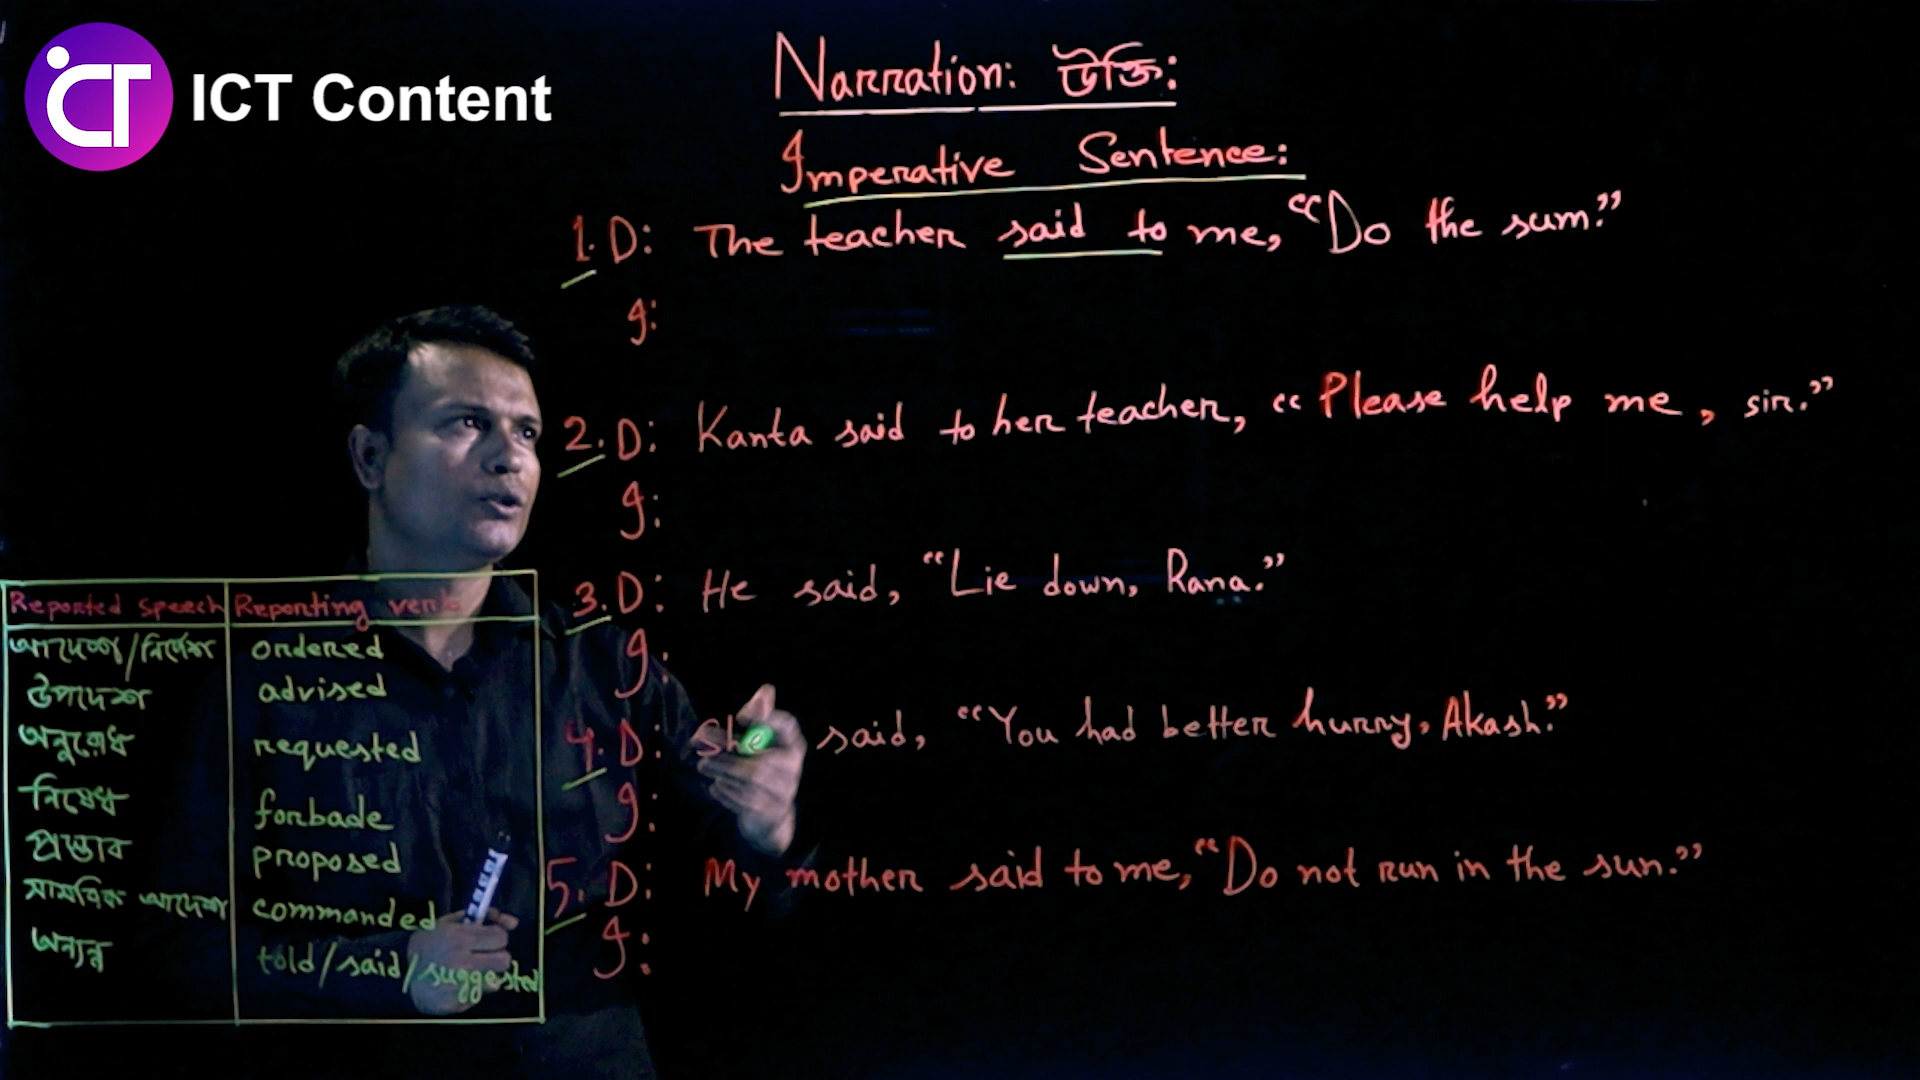 ICT Content
Narration: উক্তি:
Imperative Sentence:
1. D: The teacher said to me, “Do the sum.”
I:
2. D: Kanta said to her teacher, “Please help me, sir.”
I:
3. D: He said, “Lie down, Rana.”
I:
4. D: She said, “You had better hurry, Akash.”
I:
5. D: My mother said to me, “Do not run in the sun.”
I:
Reported speech Reporting verb
আদেশ/নির্দেশ ordered
উপদেশ advised
অনুরোধ requested
নিষেধ forbade
প্রস্তাব proposed
সামরিক আদেশ commanded
অন্যান্য told/said/suggested